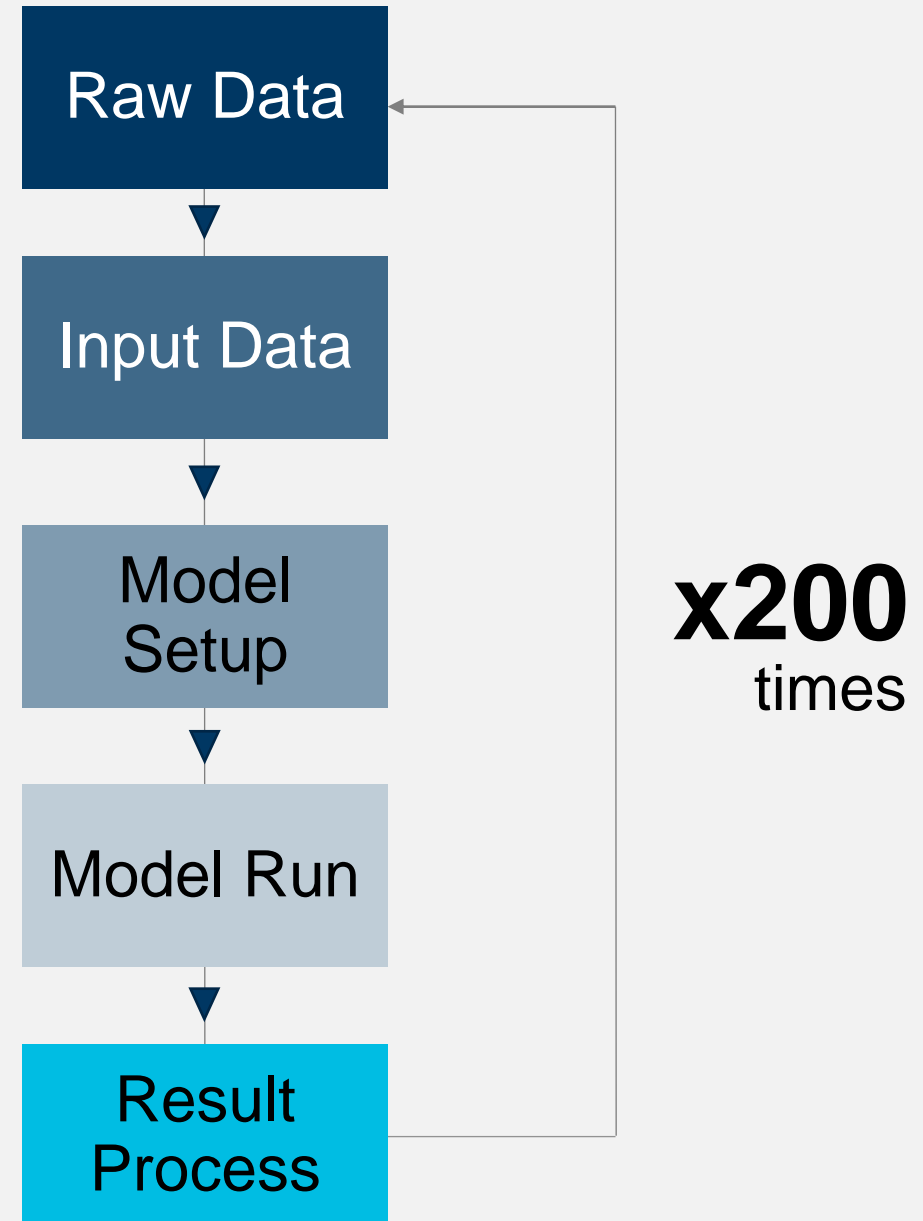 Raw Data
Input Data
Model
Setup
x200
times
Model Run
Result
Process